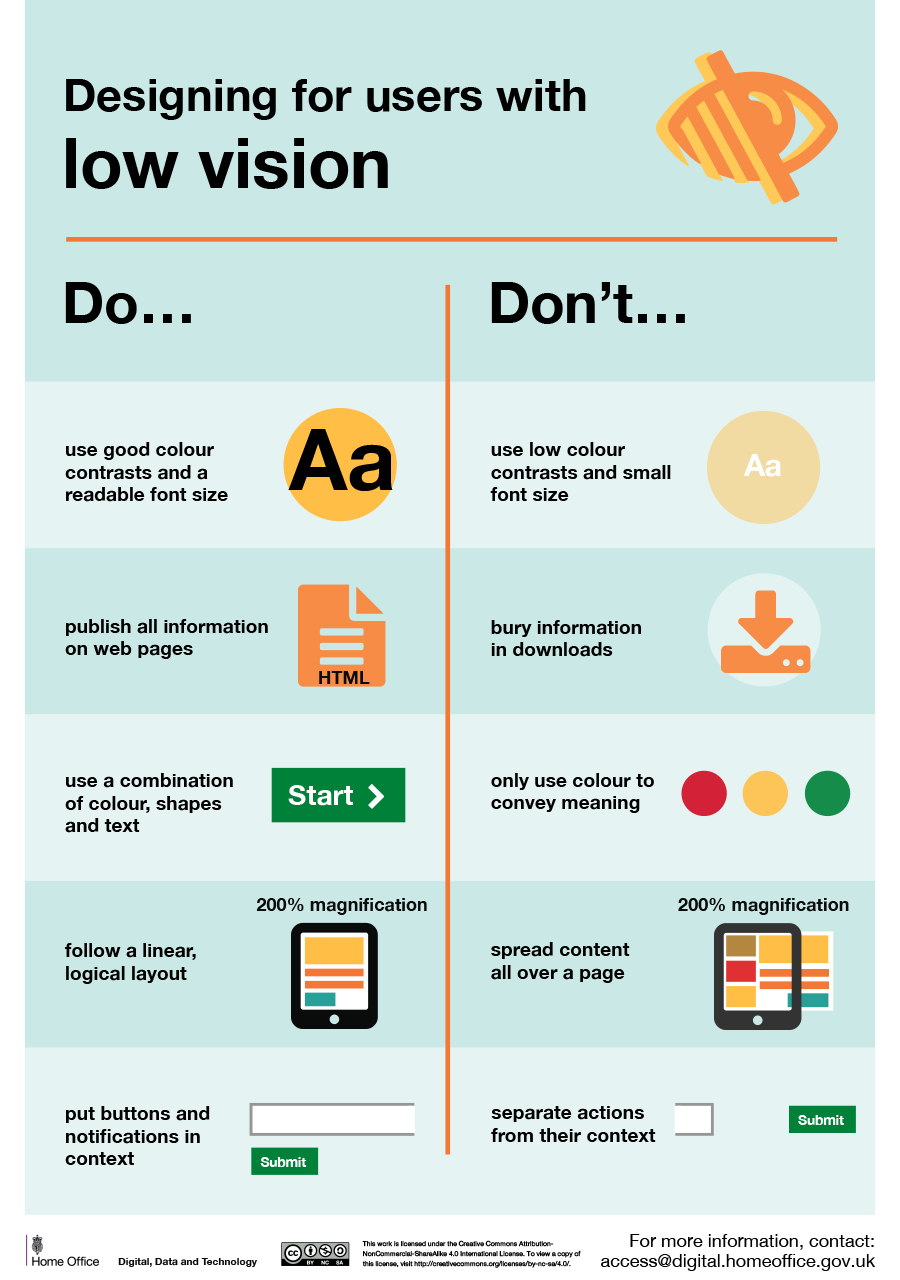 Designing for users with
low vision
Do…
Don’t…
use good colour
contrasts and a
readable font size
Aa
use low colour
contrasts and small
font size
Aa
publish all information
on web pages
HTML
bury information
in downloads
use a combination
of colour, shapes
and text
Start
only use colour to
convey meaning
follow a linear,
logical layout
200% magnification
spread content
all over a page
200% magnification
put buttons and
notifications in
context
Submit
separate actions
from their context
Submit
Home Office
Digital, Data and Technology
cc
BY NC SA
This work is licensed under the Creative Commons Attribution-
NonCommercial-ShareAlike 4.0 International License. To view a copy of
this license, visit http://creativecommons.org/licenses/by-nc-sa/4.0/.
For more information, contact:
access@digital.homeoffice.gov.uk